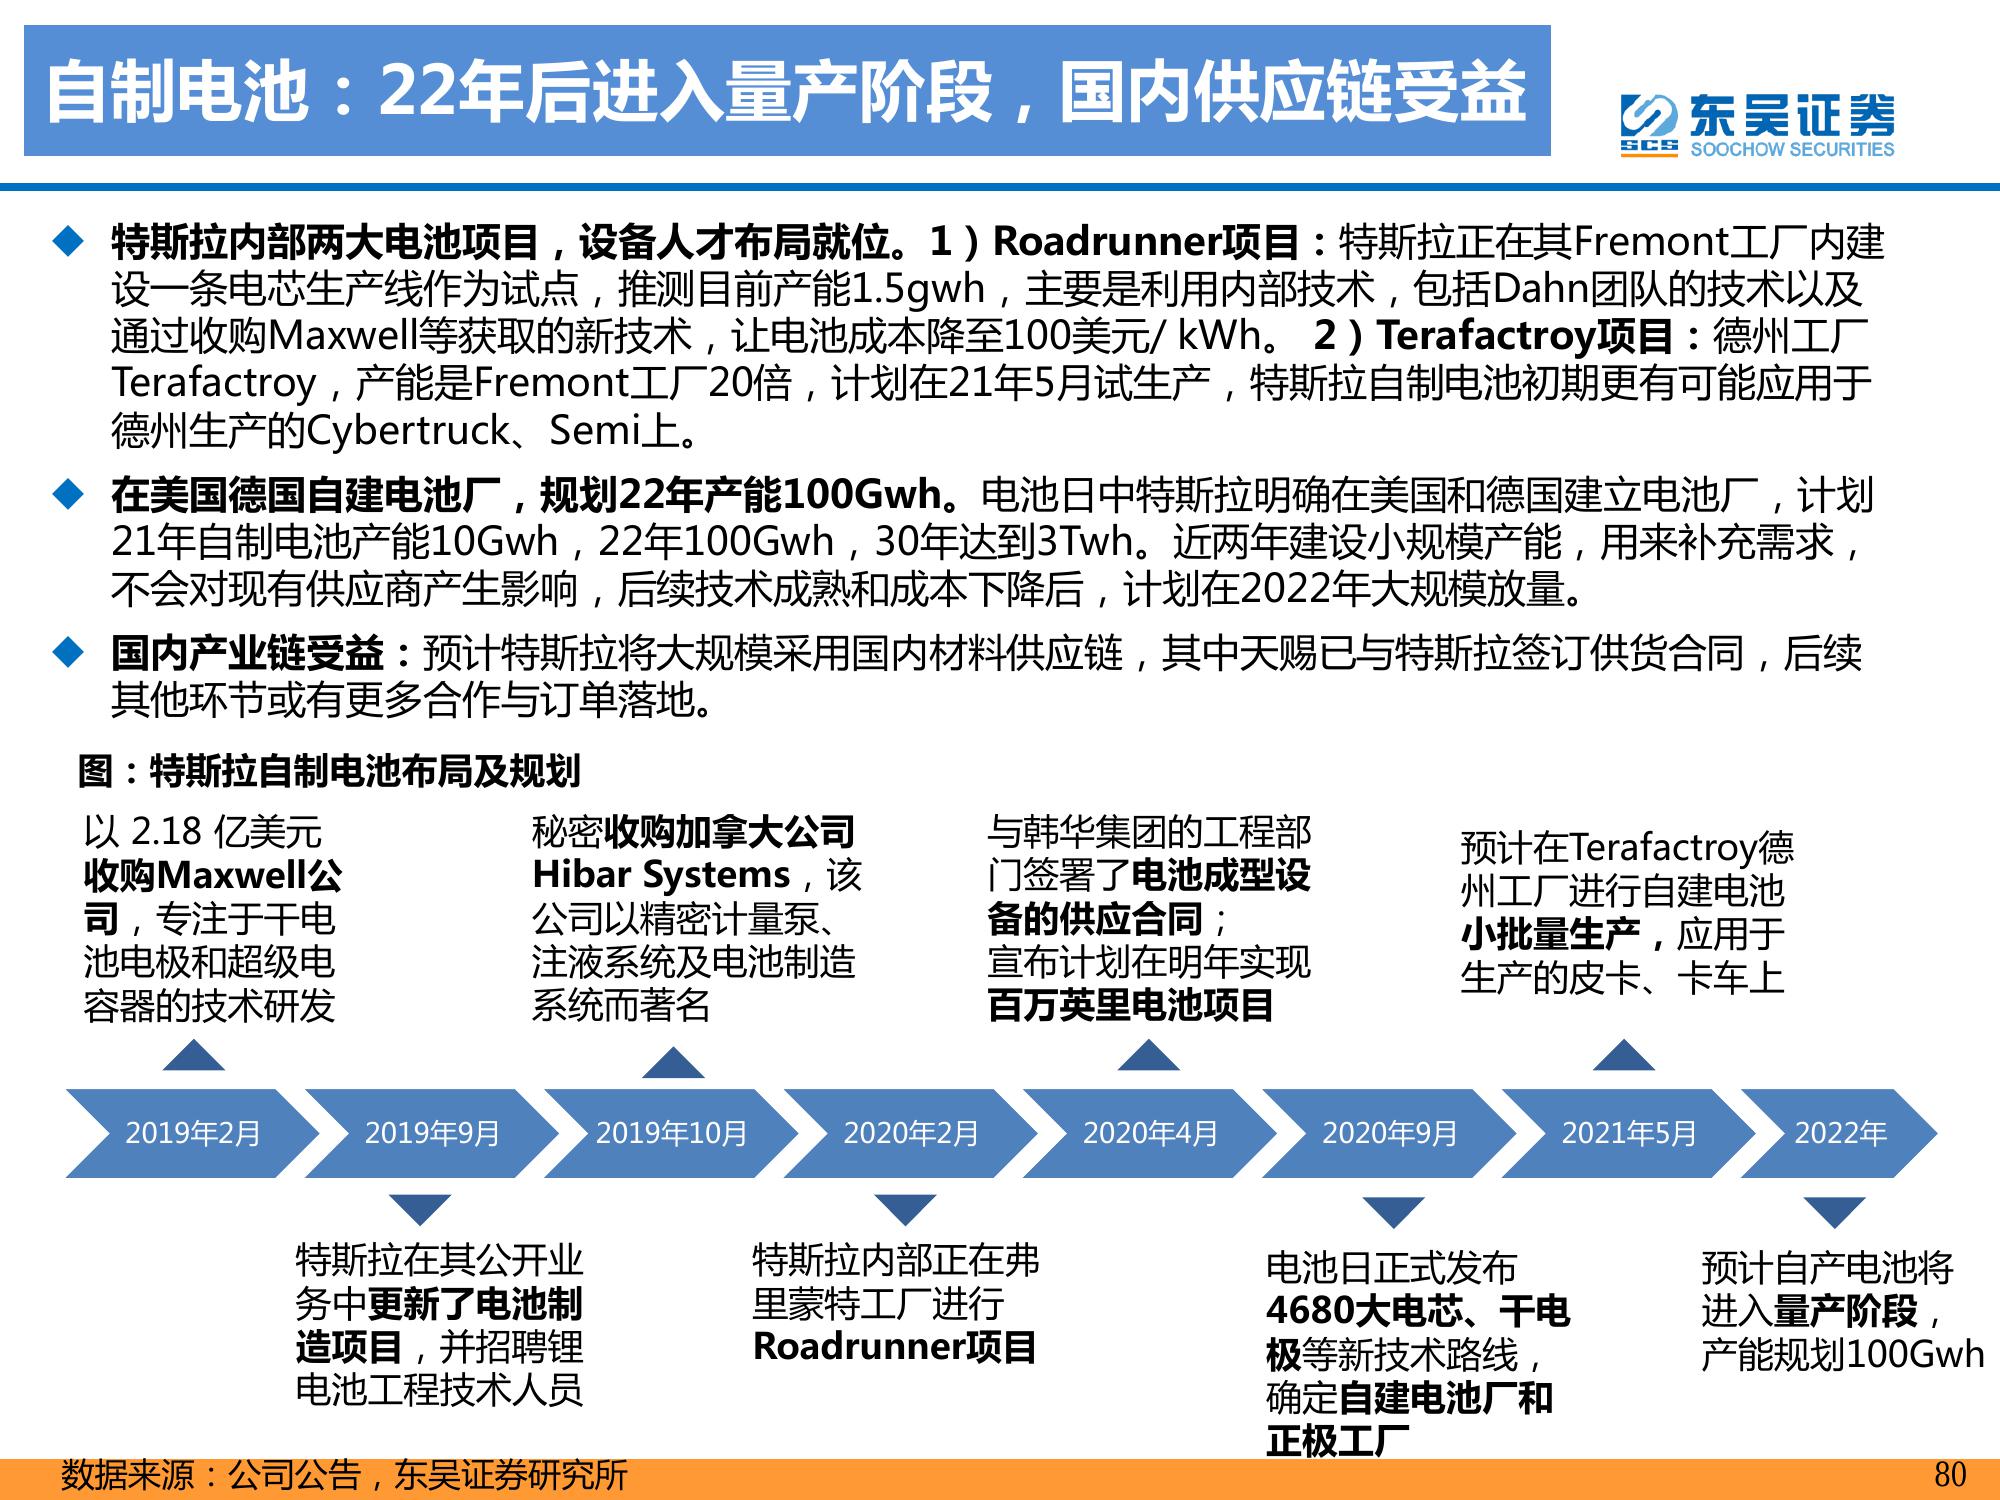 自制电池：22年后进入量产阶段，国内供应链受益
SCS
东吴证券
SOOCHOW SECURITIES
特斯拉内部两大电池项目，设备人才布局就位。1）Roadrunner项目：特斯拉正在其Fremont工厂内建
设一条电芯生产线作为试点，推测目前产能1.5gwh，主要是利用内部技术，包括Dahn团队的技术以及
通过收购Maxwell等获取的新技术，让电池成本降至100美元/ kWh。 2）Terafactroy项目：德州工厂
Terafactroy，产能是Fremont工厂20倍，计划在21年5月试生产，特斯拉自制电池初期更有可能应用于
德州生产的Cybertruck、Semi上。
在美国德国自建电池厂，规划22年产能100Gwh。电池日中特斯拉明确在美国和德国建立电池厂，计划
21年自制电池产能10Gwh，22年100Gwh，30年达到3Twh。近两年建设小规模产能，用来补充需求，
不会对现有供应商产生影响，后续技术成熟和成本下降后，计划在2022年大规模放量。
国内产业链受益：预计特斯拉将大规模采用国内材料供应链，其中天赐已与特斯拉签订供货合同，后续
其他环节或有更多合作与订单落地。
图：特斯拉自制电池布局及规划
以 2.18 亿美元
收购Maxwell公
司，专注于干电
池电极和超级电
容器的技术研发
秘密收购加拿大公司
Hibar Systems，该
公司以精密计量泵、
注液系统及电池制造
系统而著名
与韩华集团的工程部
门签署了电池成型设
备的供应合同；
宣布计划在明年实现
百万英里电池项目
预计在Terafactroy德
州工厂进行自建电池
小批量生产，应用于
生产的皮卡、卡车上
2019年2月
2019年9月
2019年10月
2020年2月
2020年4月
2020年9月
2021年5月
2022年
特斯拉在其公开业
务中更新了电池制
造项目，并招聘锂
电池工程技术人员
特斯拉内部正在弗
里蒙特工厂进行
Roadrunner项目
电池日正式发布
4680大电芯、干电
极等新技术路线，
确定自建电池厂和
正极工厂
预计自产电池将
进入量产阶段，
产能规划100Gwh
数据来源：公司公告，东吴证券研究所
80